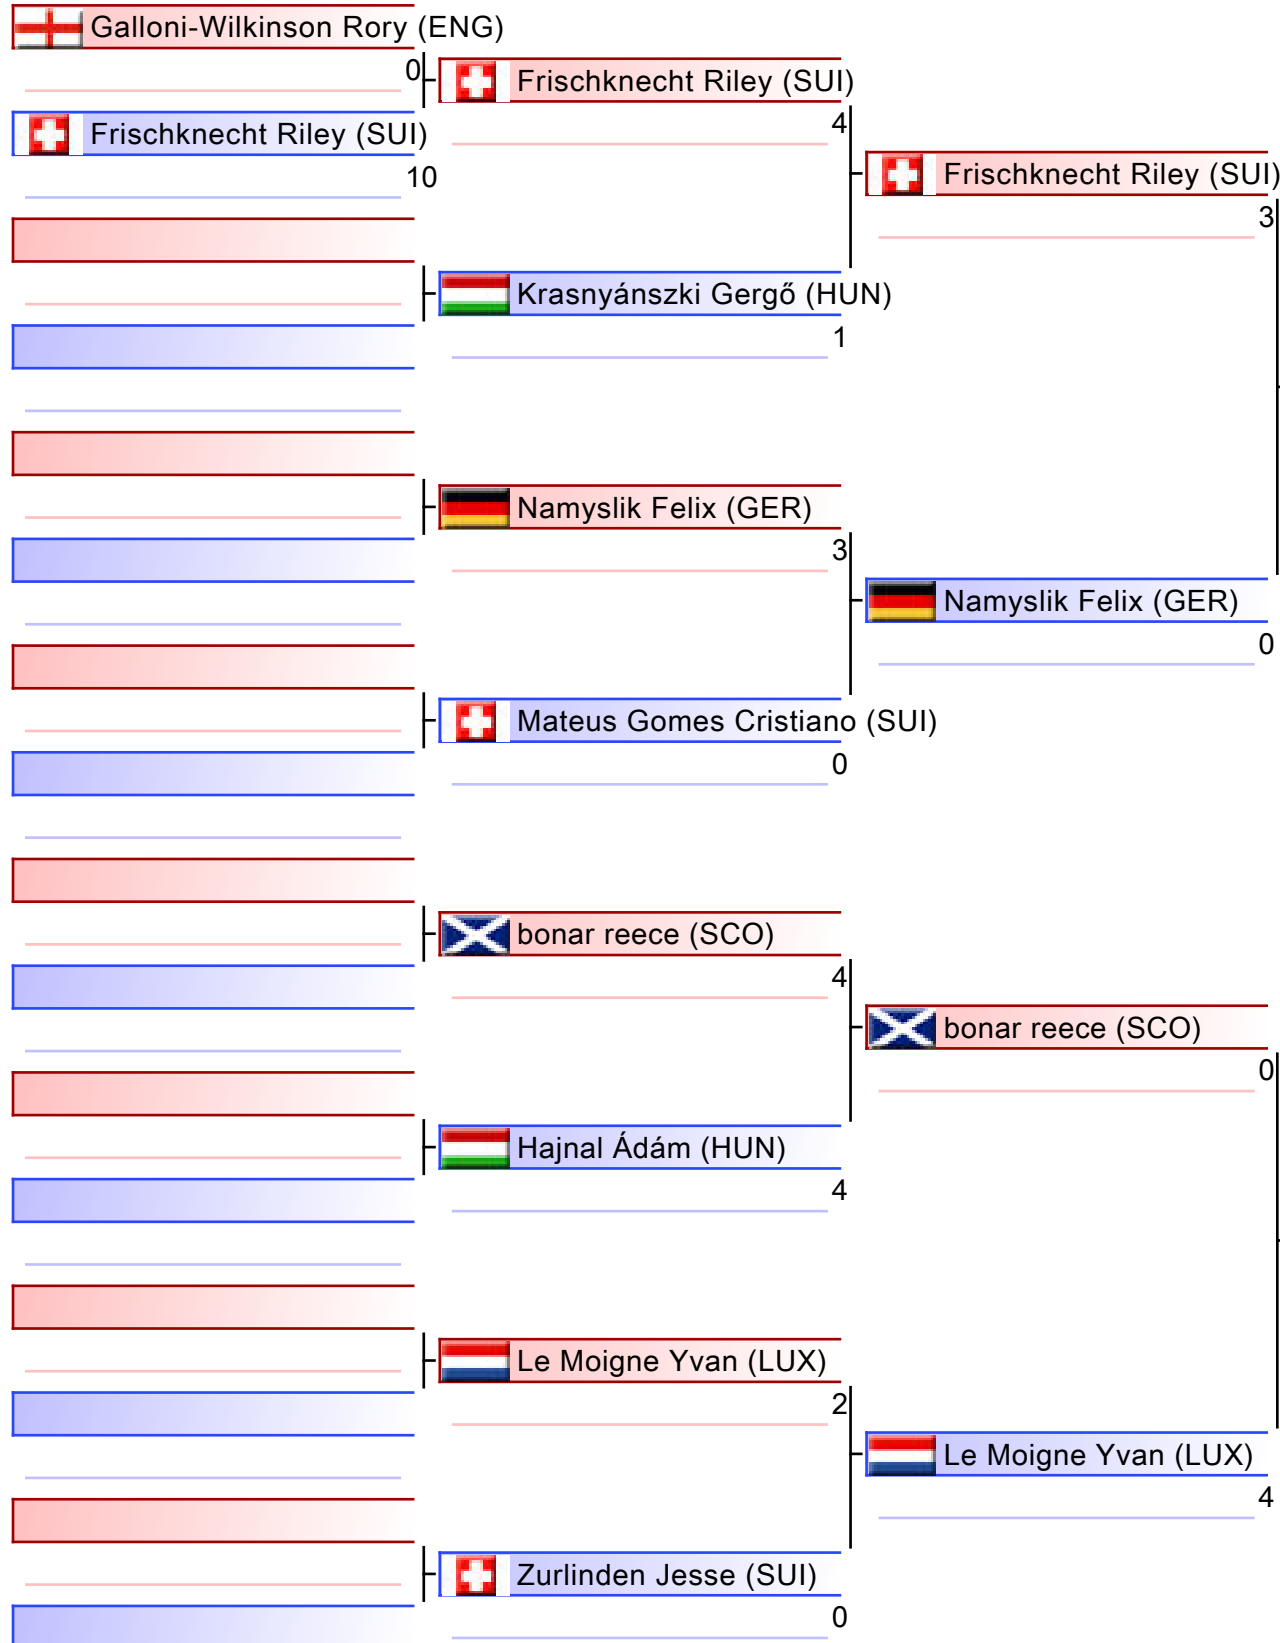 Galloni-Wilkinson Rory (ENG)
0
Frischknecht Riley (SUI)
10
Frischknecht Riley (SUI)
4
Krasnyánszki Gergő (HUN)
1
Namyslik Felix (GER)
3
Mateus Gomes Cristiano (SUI)
0
bonar reece (SCO)
4
Hajnal Ádám (HUN)
4
Le Moigne Yvan (LUX)
2
Zurlinden Jesse (SUI)
0
Frischknecht Riley (SUI)
3
Namyslik Felix (GER)
0
bonar reece (SCO)
0
Le Moigne Yvan (LUX)
4